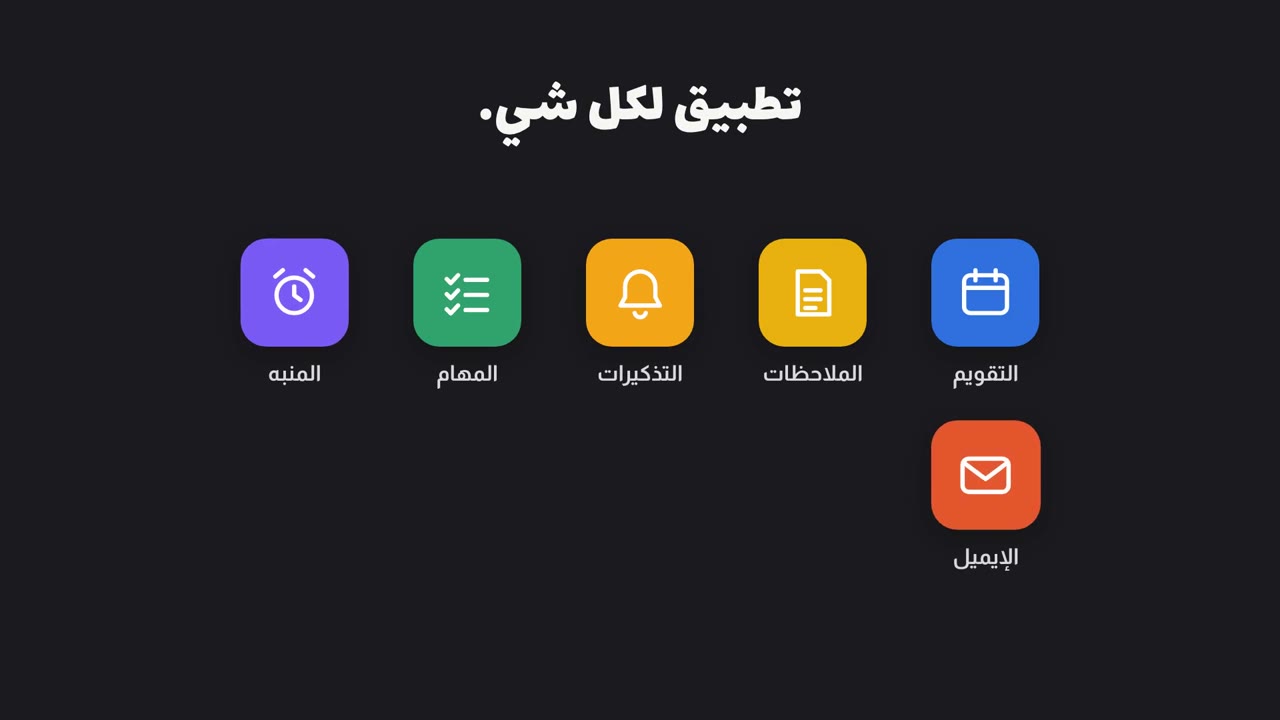 تطبيق لكل شي.
التقويم
الملاحظات
التذكيرات
المهام
المنبه
الإيميل